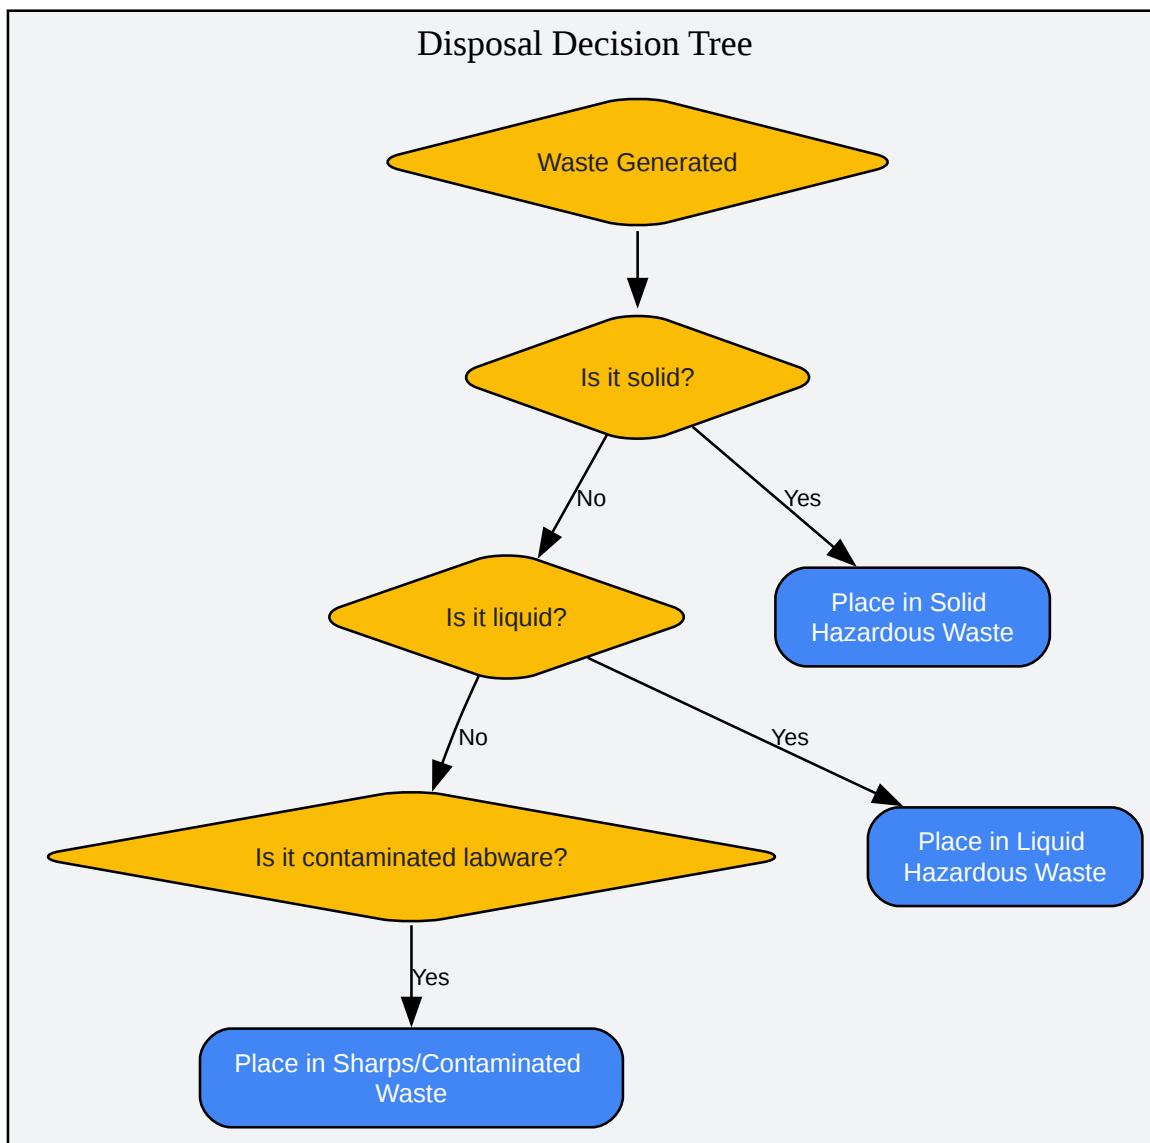 Disposal Decision Tree
Waste Generated
Is it solid?
No
Yes
Is it liquid?
Place in Solid
Hazardous Waste
No
Yes
Is it contaminated labware?
Place in Liquid
Hazardous Waste
Yes
Place in Sharps/Contaminated
Waste